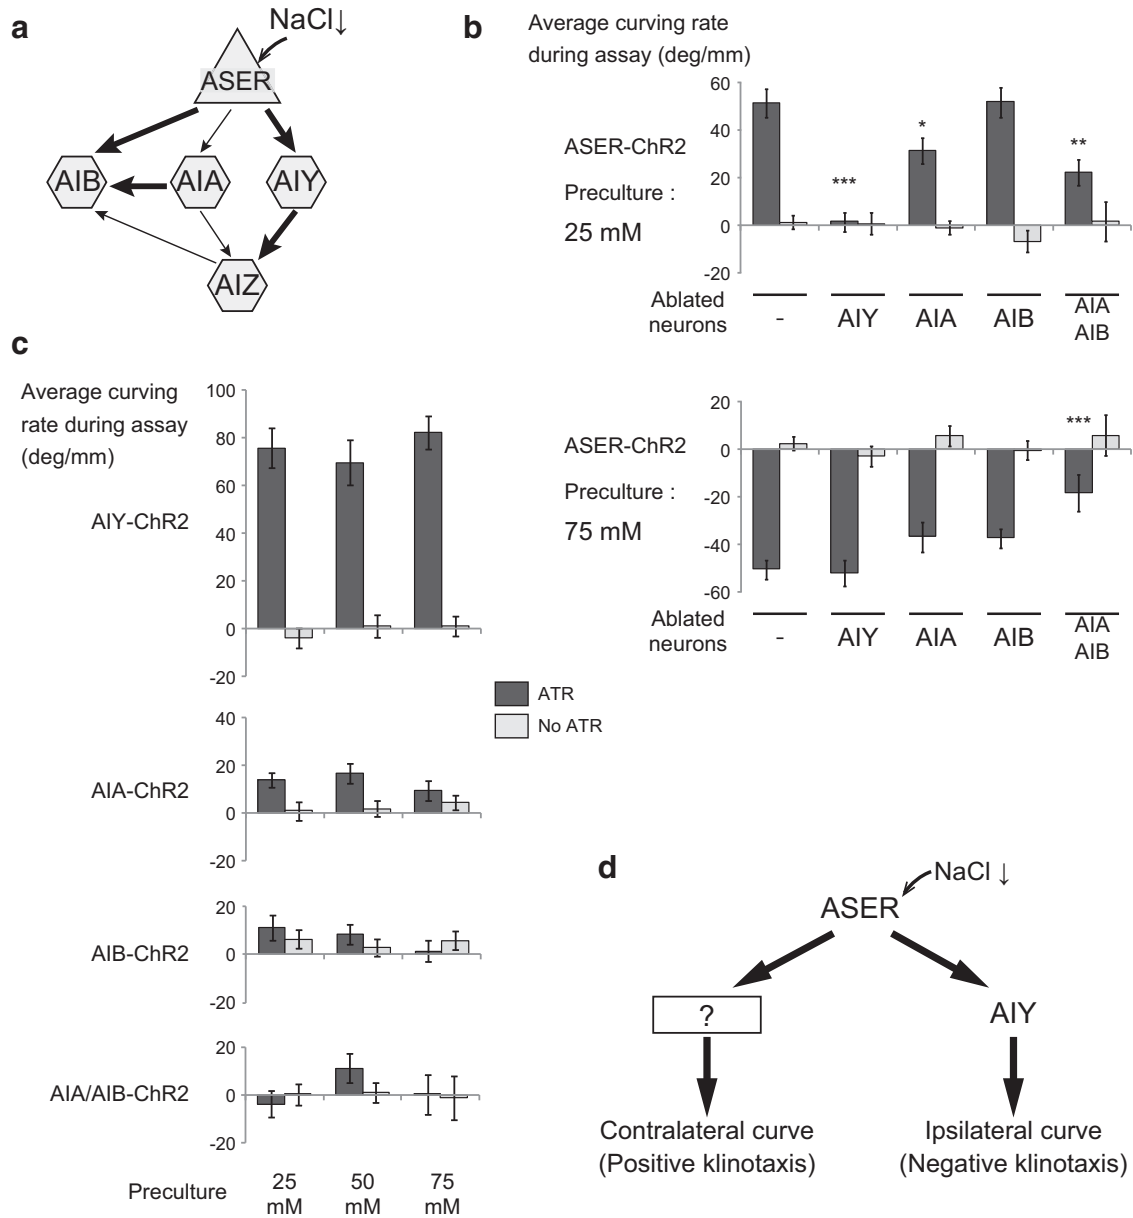 a
NaCl↓
ASER
AIB
AIA
AIY
AIZ
b
Average curving rate
during assay (deg/mm)
ASER-ChR2
Preculture :
25 mM
60
40
20
0
-20
***
*
**
Ablated
neurons
-
AIY
AIA
AIB
AIA
AIB
ASER-ChR2
Preculture :
75 mM
20
0
-20
-40
-60
***
Ablated
neurons
-
AIY
AIA
AIB
AIA
AIB
c
Average curving
rate during assay
(deg/mm)
AIY-ChR2
100
80
60
40
20
0
-20
ATR
No ATR
AIA-ChR2
40
20
0
-20
AIB-ChR2
20
0
-20
AIA/AIB-ChR2
20
0
-20
Preculture
25
mM
50
mM
75
mM
d
NaCl ↓
ASER
?
AIY
Contralateral curve
(Positive klinotaxis)
Ipsilateral curve
(Negative klinotaxis)